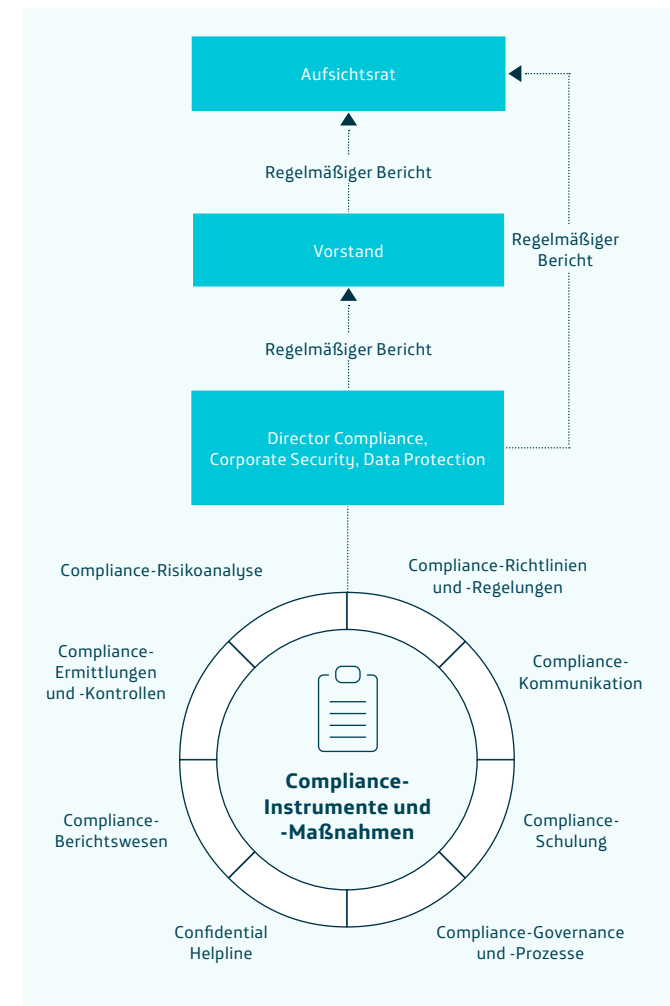 Aufsichtsrat
Regelmäßiger Bericht
Vorstand
Regelmäßiger
Bericht
Regelmäßiger Bericht
Director Compliance,
Corporate Security, Data Protection
Compliance-Risikoanalyse
Compliance-Richtlinien
und -Regelungen
Compliance-
Ermittlungen
und -Kontrollen
Compliance-
Kommunikation
Compliance-
Instrumente und
-Maßnahmen
Compliance-
Berichtswesen
Compliance-
Schulung
Confidential
Helpline
Compliance-Governance
und -Prozesse